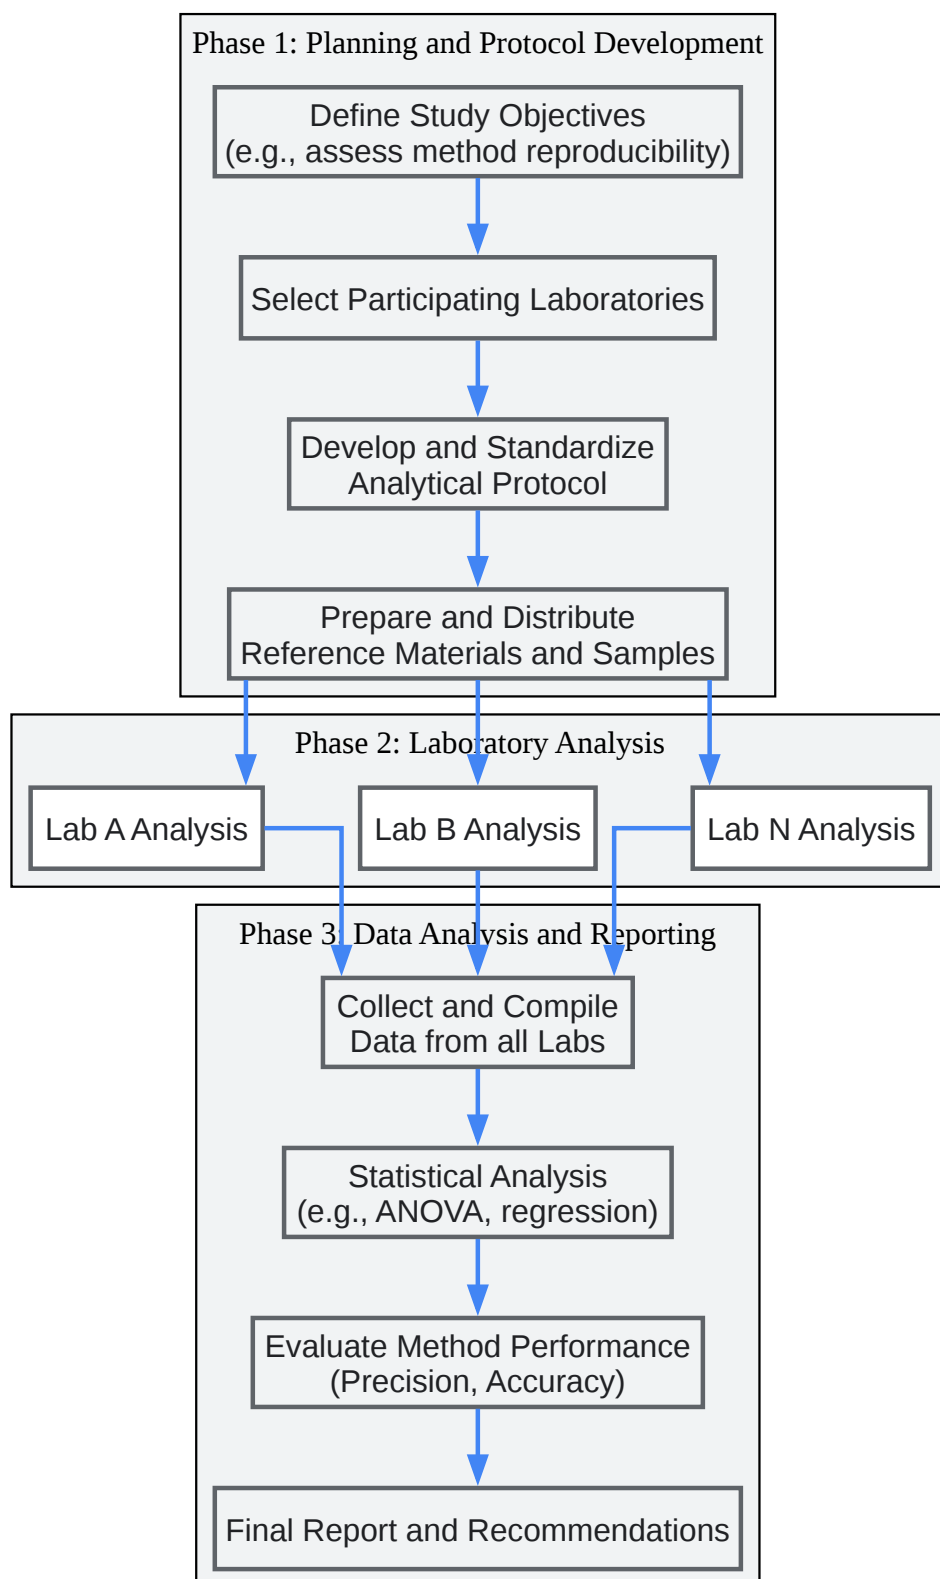 Phase 1: Planning and Protocol Development
Define Study Objectives
(e.g., assess method reproducibility)
Select Participating Laboratories
Develop and Standardize
Analytical Protocol
Prepare and Distribute
Reference Materials and Samples
Phase 2: Laboratory Analysis
Lab A Analysis
Lab B Analysis
Lab N Analysis
Phase 3: Data Analysis and Reporting
Collect and Compile
Data from all Labs
Statistical Analysis
(e.g., ANOVA, regression)
Evaluate Method Performance
(Precision, Accuracy)
Final Report and Recommendations